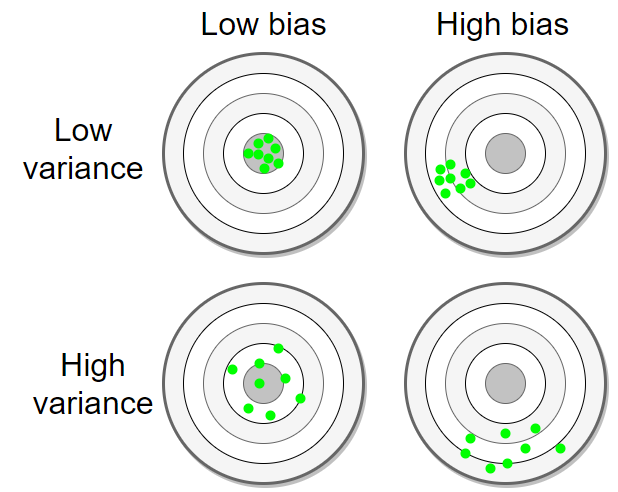 Low bias
High bias
Low
variance
High
variance